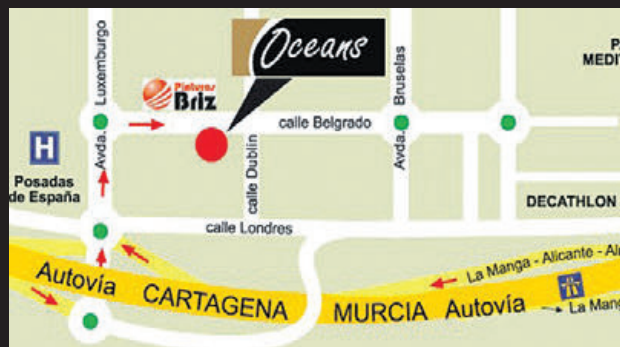 Oceans
Pinturas
Briz
Avda. Luxemburgo
Avda. Bruselas
calle Belgrado
calle Dublín
H
Posadas
de España
calle Londres
DECATHLON
La Manga - Alicante
Autovía CARTAGENA MURCIA Autovía
La Manga